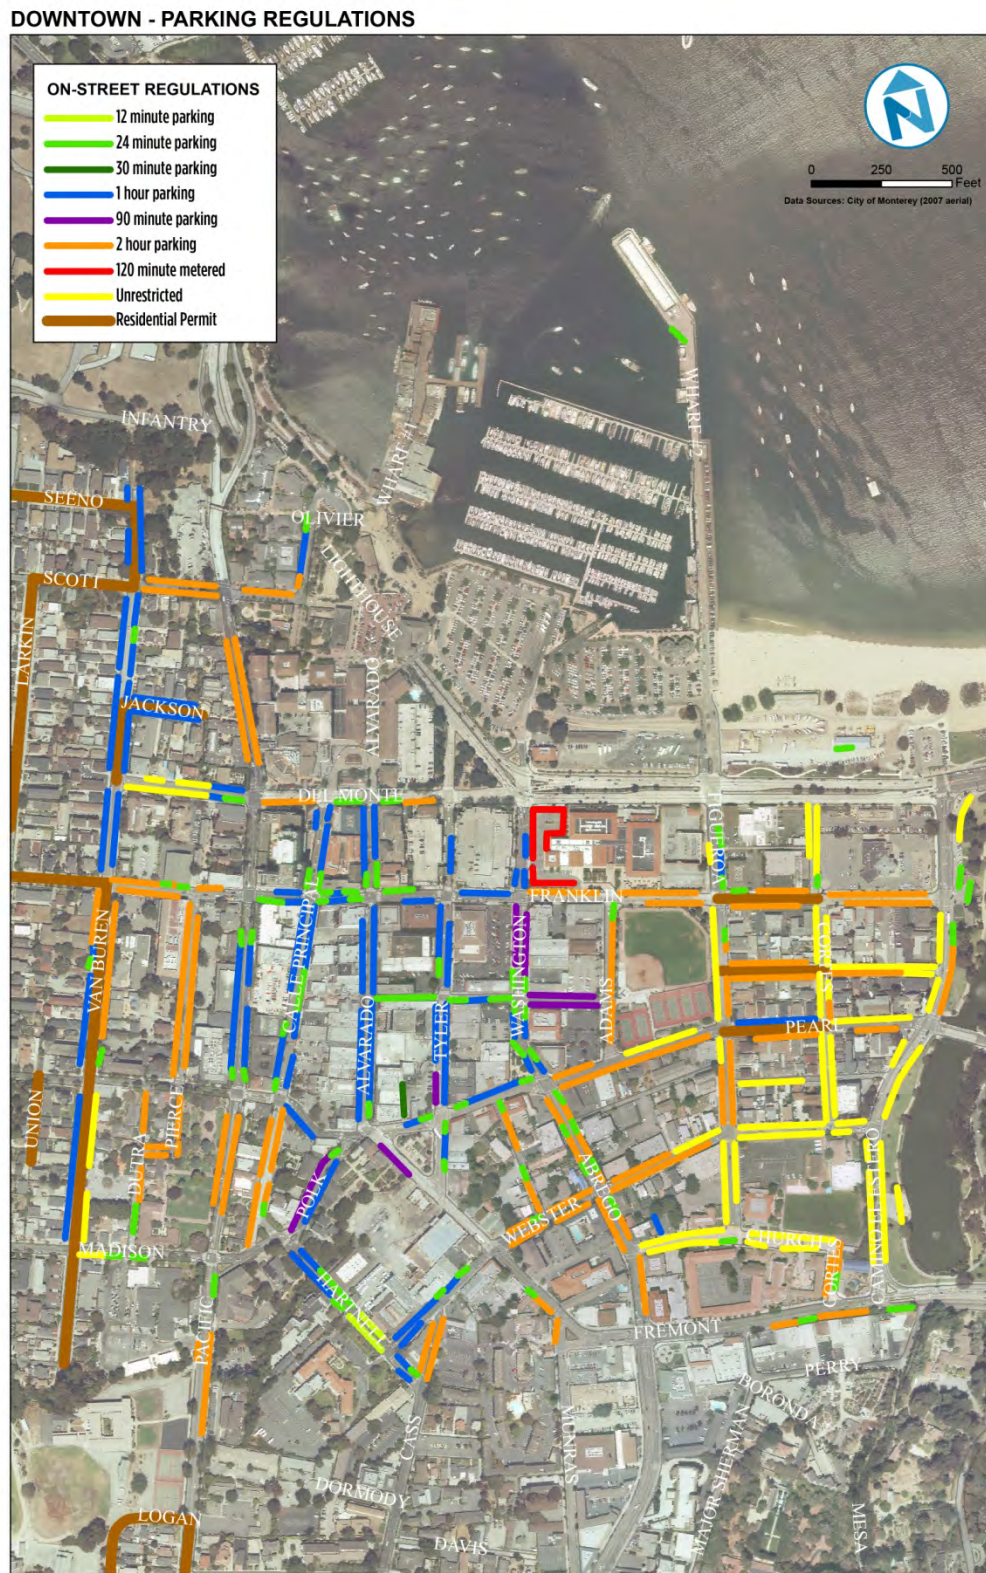 DOWNTOWN - PARKING REGULATIONS
ON-STREET REGULATIONS
12 minute parking
24 minute parking
30 minute parking
1 hour parking
90 minute parking
2 hour parking
120 minute metered
Unrestricted
Residential Permit
N
0 250 500
Feet
Data Sources: City of Monterey (2007 aerial)
INFANTRY
WHARF #1
WHARF #2
SEENO
OLIVIER
LIGHTHOUSE
SCOTT
LARKIN
JACKSON
ALVARADO
DEL MONTE
FIGUEROA
FRANKLIN
VAN BUREN
CALLE PRINCIPAL
WASHINGTON
CORTES
ALVARADO
TYLER
ADAMS
PEARL
UNION
PIERCE
DUTRA
POLK
ABREGO
WEBSTER
CAMINO EL ESTERO
MADISON
CHURCH
CORTES
HARTNELL
PACIFIC
FREMONT
PERRY
BORONDA
CASS
MUNRAS
MAJOR SHERMAN
DORMODY
LOGAN
DAVIS
MESA